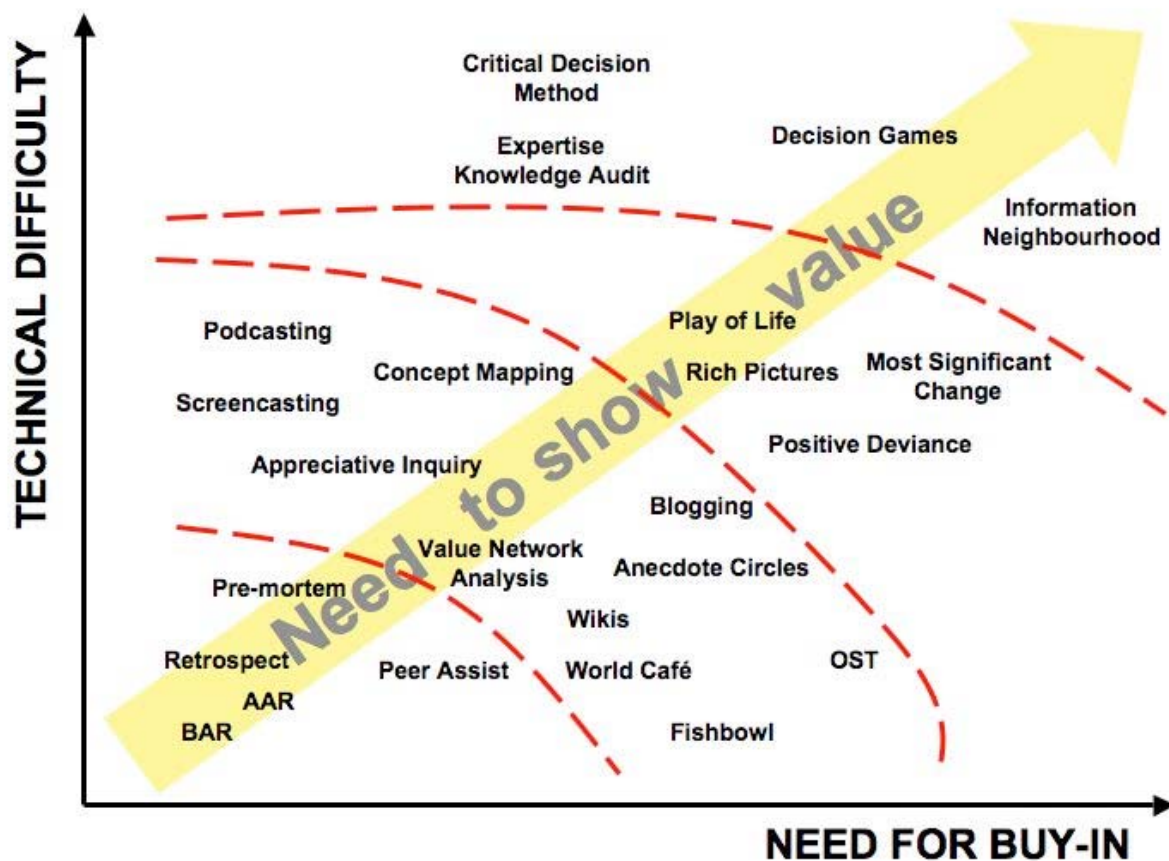 TECHNICAL DIFFICULTY
Critical Decision
Method
Decision Games
Expertise
Knowledge Audit
Information
Neighbourhood
Need to show value
Podcasting
Play of Life
Concept Mapping
Rich Pictures
Most Significant
Change
Screencasting
Positive Deviance
Appreciative Inquiry
Blogging
Value Network
Analysis
Anecdote Circles
Pre-mortem
Wikis
Retrospect
Peer Assist
World Café
OST
AAR
BAR
Fishbowl
NEED FOR BUY-IN